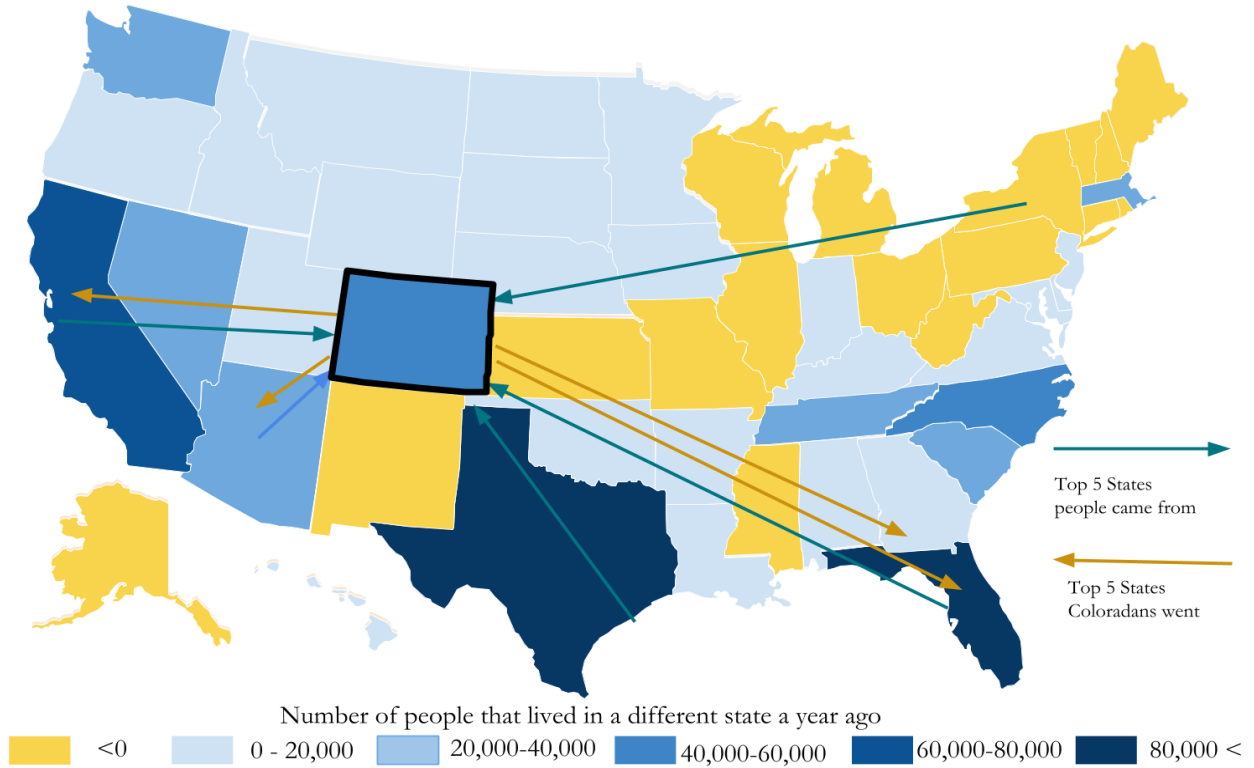 Top 5 States
people came from
Top 5 States
Coloradans went
Number of people that lived in a different state a year ago
<0
0 - 20,000
20,000-40,000
40,000-60,000
60,000-80,000
80,000 <